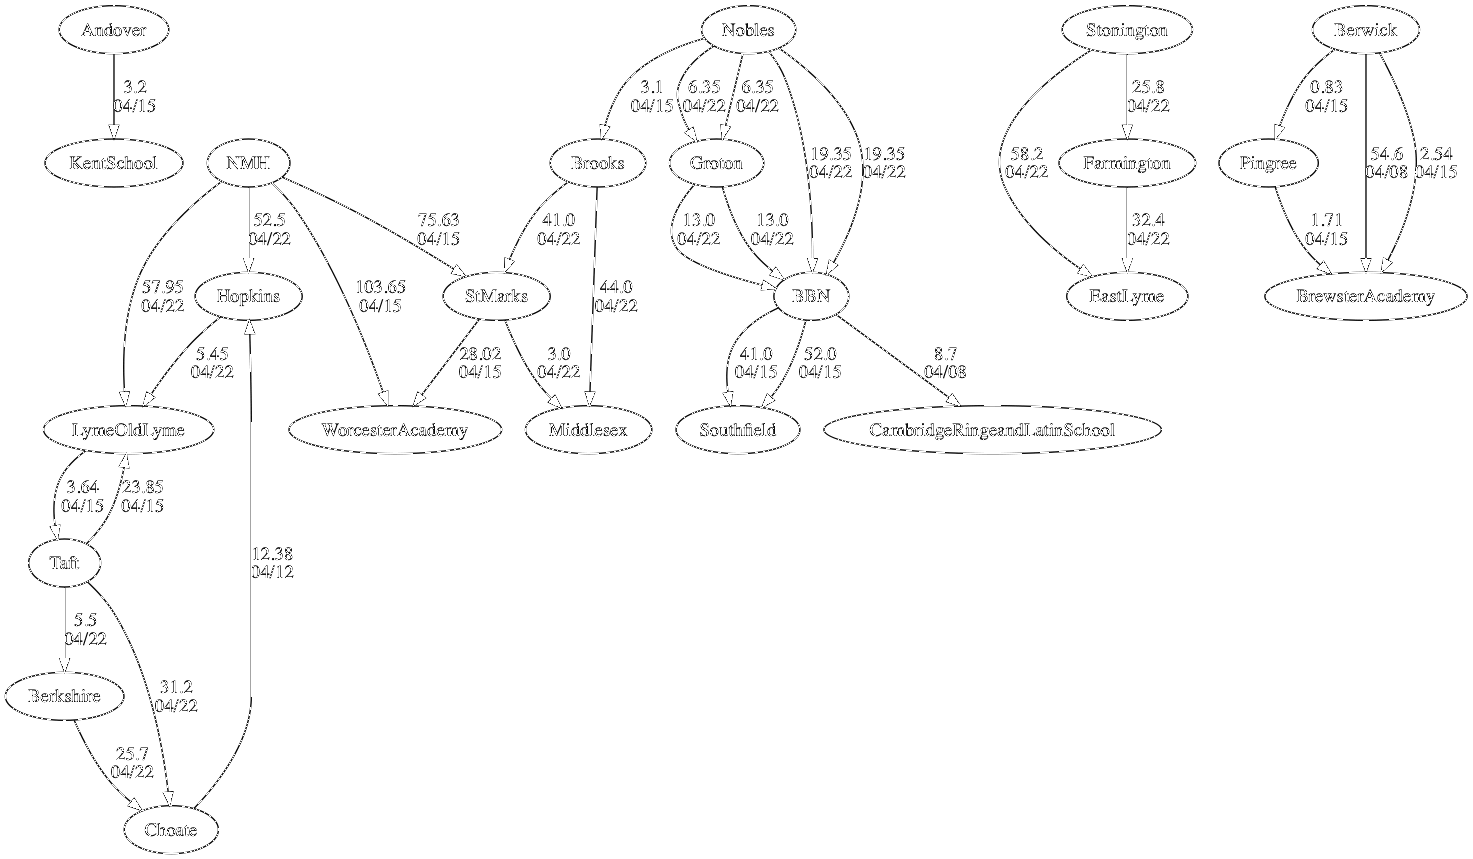 Andover
Nobles
Stonington
Berwick
3.2
04/15
3.1
04/15
6.35
04/22
6.35
04/22
25.8
04/22
0.83
04/15
KentSchool
NMH
Brooks
Groton
19.35
04/22
19.35
04/22
58.2
04/22
Farmington
Pingree
54.6
04/08
2.54
04/15
52.5
04/22
75.63
04/15
41.0
04/22
13.0
04/22
13.0
04/22
32.4
04/22
1.71
04/15
57.95
04/22
Hopkins
103.65
04/15
StMarks
44.0
04/22
BBN
EastLyme
BrewsterAcademy
5.45
04/22
28.02
04/15
3.0
04/22
41.0
04/15
52.0
04/15
8.7
04/08
LymeOldLyme
WorcesterAcademy
Middlesex
Southfield
CambridgeRingeandLatinSchool
3.64
04/15
23.85
04/15
Taft
12.38
04/12
5.5
04/22
Berkshire
31.2
04/22
25.7
04/22
Choate